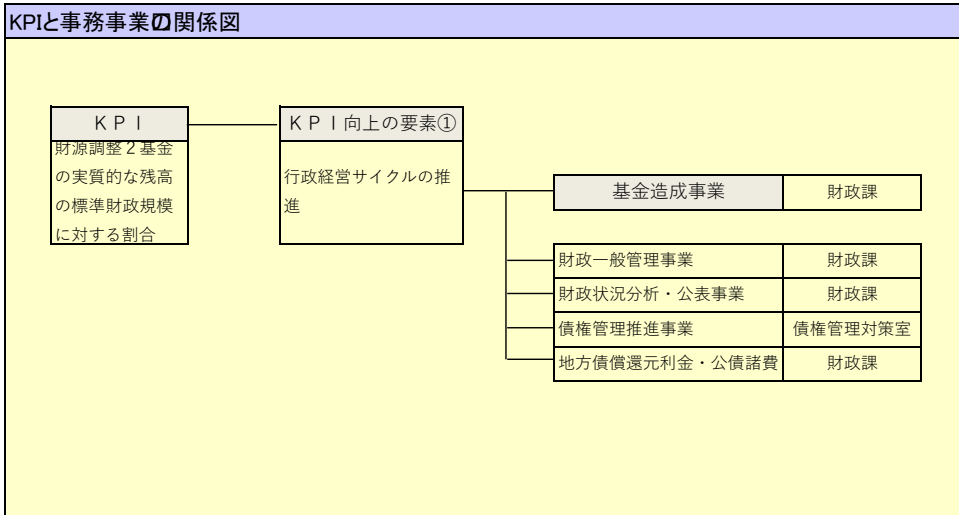 KPIと事務事業の関係図
ＫＰＩ
財源調整２基金
の実質的な残高
の標準財政規模
に対する割合
ＫＰＩ向上の要素①
行政経営サイクルの推
進
基金造成事業
財政課
財政一般管理事業
財政課
財政状況分析・公表事業
財政課
債権管理推進事業
債権管理対策室
地方債償還元利金・公債諸費
財政課